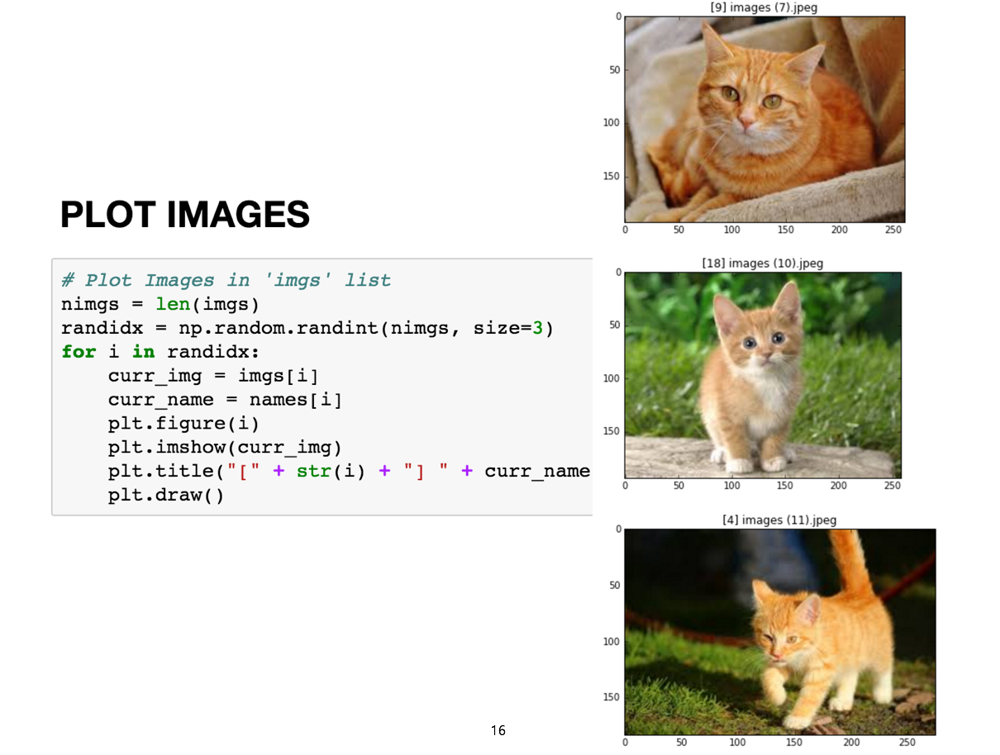 PLOT IMAGES
# Plot Images in 'imgs' list
nimgs = len(imgs)
randidx = np.random.randint(nimgs, size=3)
for i in randidx:
    curr_img = imgs[i]
    curr_name = names[i]
    plt.figure(i)
    plt.imshow(curr_img)
    plt.title("[" + str(i) + "] " + curr_name
    plt.draw()
[9] images (7).jpeg
0
50
100
150
0 50 100 150 200 250
[18] images (10).jpeg
0
50
100
150
0 50 100 150 200 250
[4] images (11).jpeg
0
50
100
150
0 50 100 150 200 250
16